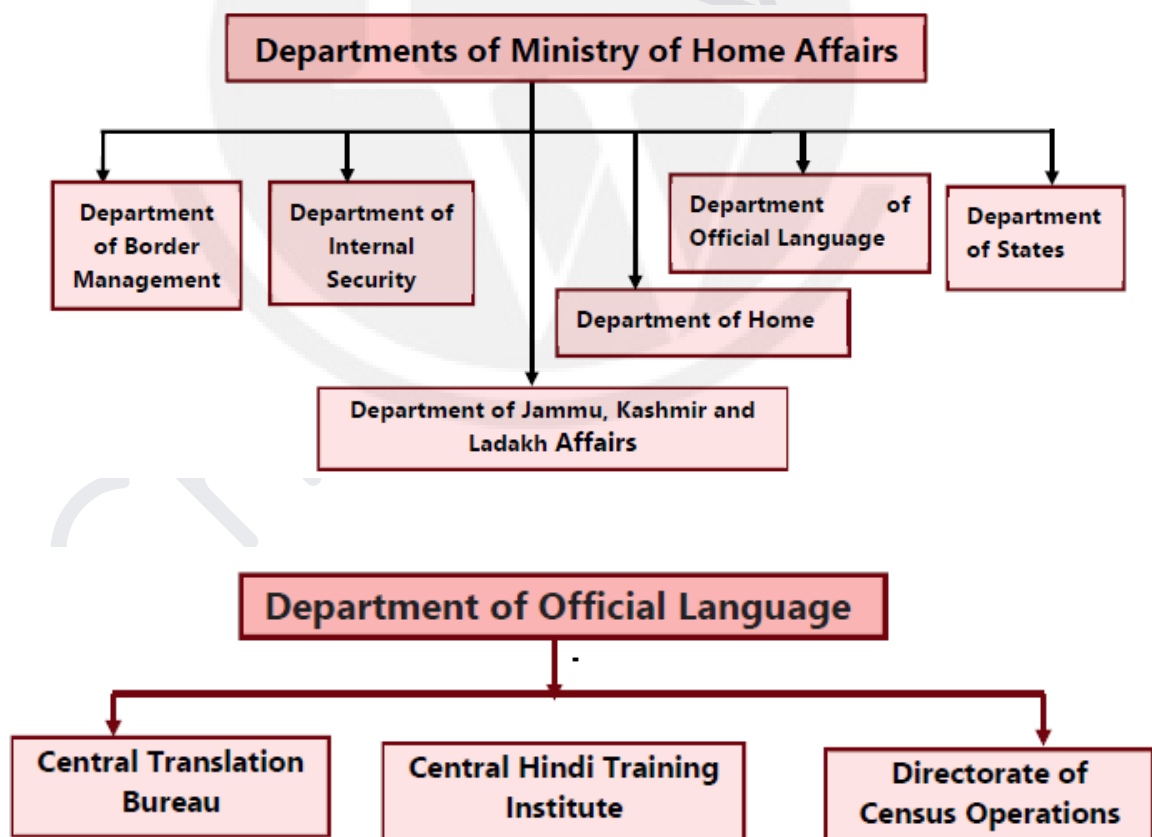 Departments of Ministry of Home Affairs
Department
of Border
Management
Department of
Internal
Security
Department of
Official Language
Department
of States
Department of Home
Department of Jammu, Kashmir and
Ladakh Affairs
Department of Official Language
-
Central Translation
Bureau
Central Hindi Training
Institute
Directorate of
Census Operations